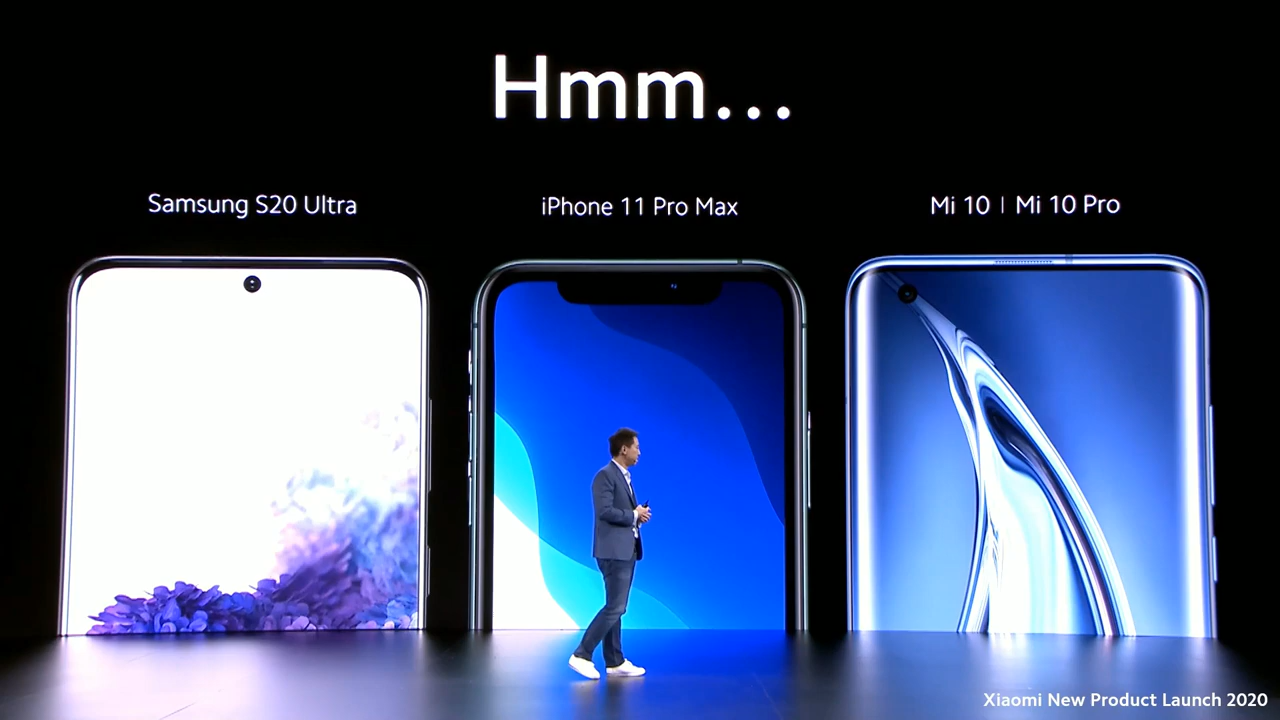 Hmm...
Samsung S20 Ultra
iPhone 11 Pro Max
Mi 10 | Mi 10 Pro
Xiaomi New Product Launch 2020